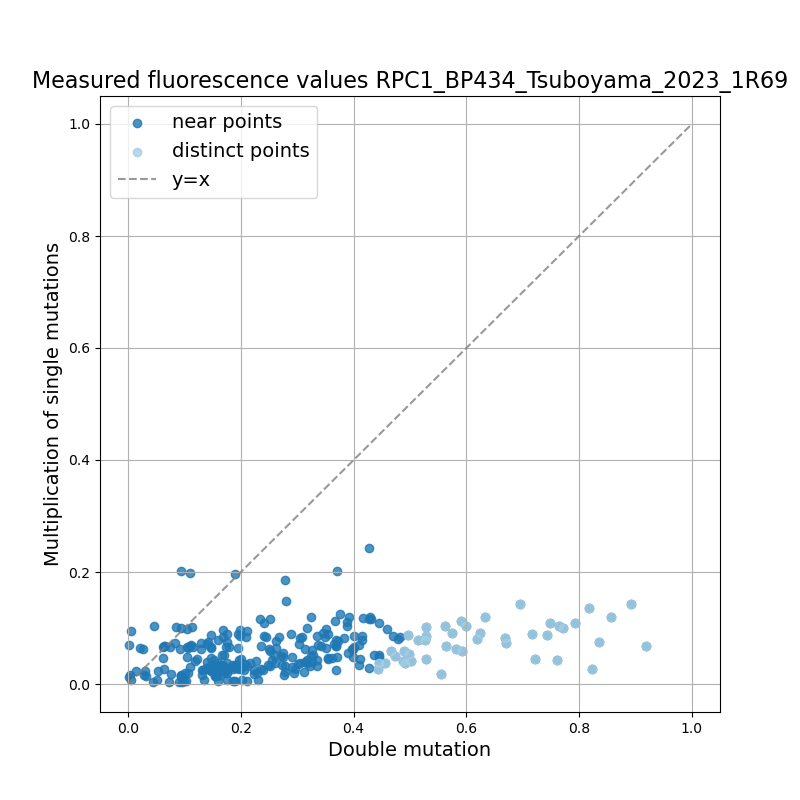 Measured fluorescence values RPC1_BP434_Tsuboyama_2023_1R69
near points
distinct points
y=x
1.0
0.8
0.6
0.4
0.2
0.0
Multiplication of single mutations
0.0 0.2 0.4 0.6 0.8 1.0
Double mutation